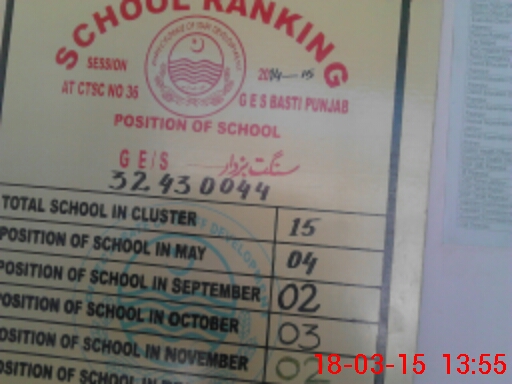 SCHOOL RANKING
SESSION 2014-15
AT CTSC NO 36 G E S BASTI PUNJAB
POSITION OF SCHOOL
G E/S
32430044
TOTAL SCHOOL IN CLUSTER 15
POSITION OF SCHOOL IN MAY 04
POSITION OF SCHOOL IN SEPTEMBER 02
POSITION OF SCHOOL IN OCTOBER 03
POSITION OF SCHOOL IN NOVEMBER 02
18-03-15 13:55